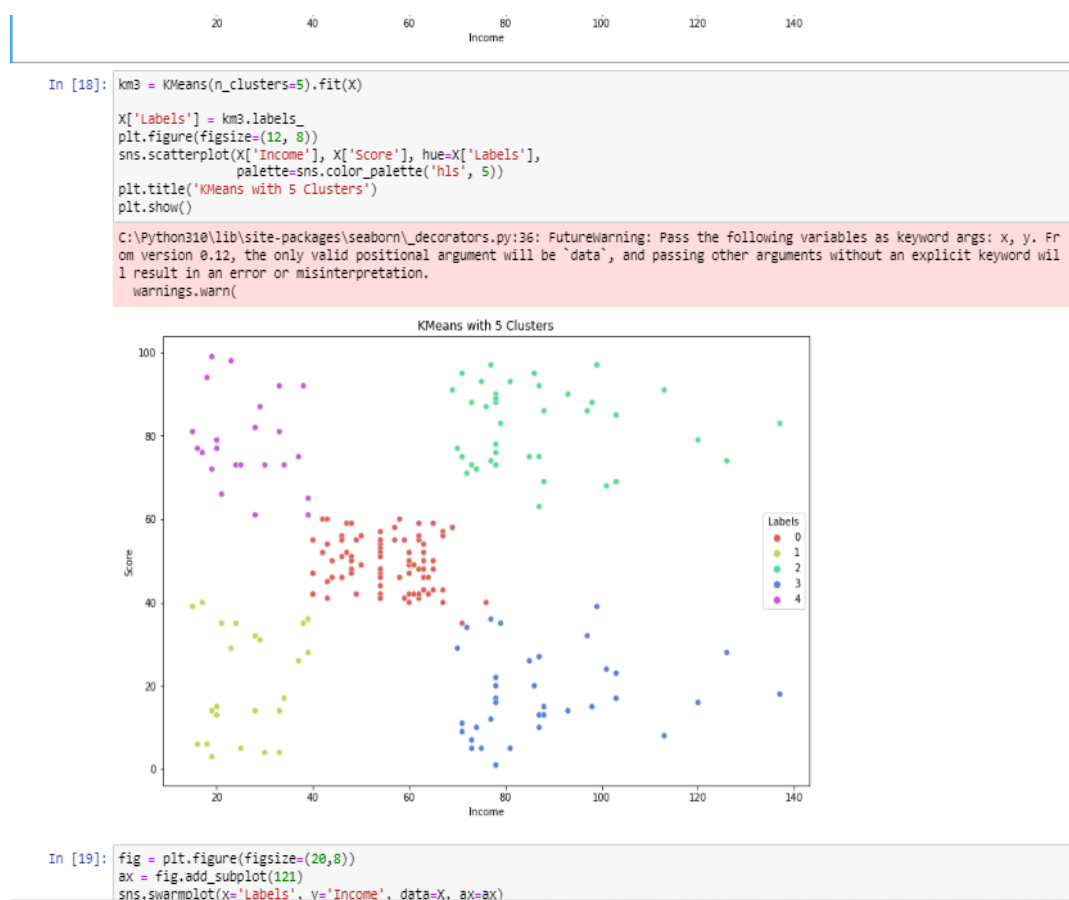 20 40 60 80 100 120 140
Income
In [18]: km3 = KMeans(n_clusters=5).fit(X)
X['Labels'] = km3.labels_
plt.figure(figsize=(12, 8))
sns.scatterplot(X['Income'], X['Score'], hue=X['Labels'],
palette=sns.color_palette('hls', 5))
plt.title('KMeans with 5 Clusters')
plt.show()
C:\Python310\lib\site-packages\seaborn\_decorators.py:36: FutureWarning: Pass the following variables as keyword args: x, y. Fr
om version 0.12, the only valid positional argument will be `data`, and passing other arguments without an explicit keyword wil
l result in an error or misinterpretation.
warnings.warn(
KMeans with 5 Clusters
100
80
60
40
20
0
Score
Labels
0
1
2
3
4
20 40 60 80 100 120 140
Income
In [19]: fig = plt.figure(figsize=(20,8))
ax = fig.add_subplot(121)
sns.swarmplot(x='Labels', y='Income', data=X, ax=ax)